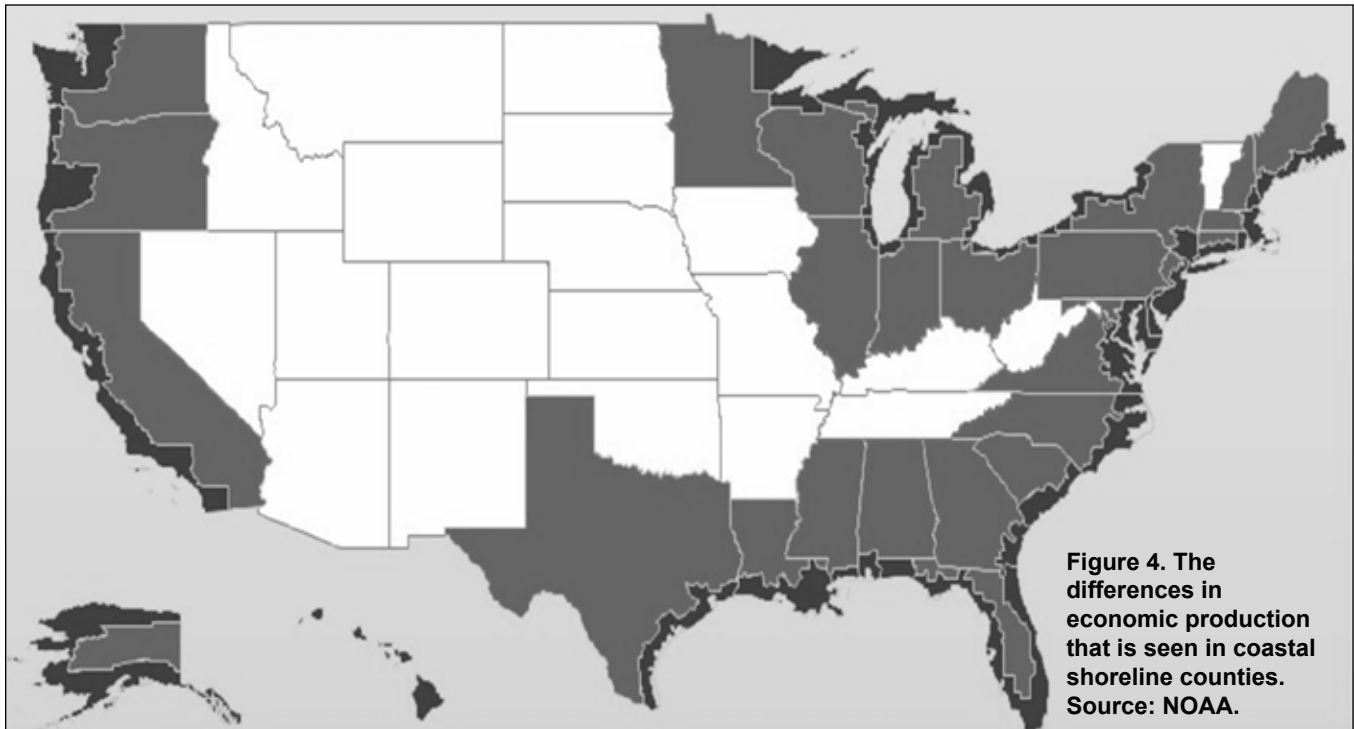 Figure 4. The
differences in
economic production
that is seen in coastal
shoreline counties.
Source: NOAA.